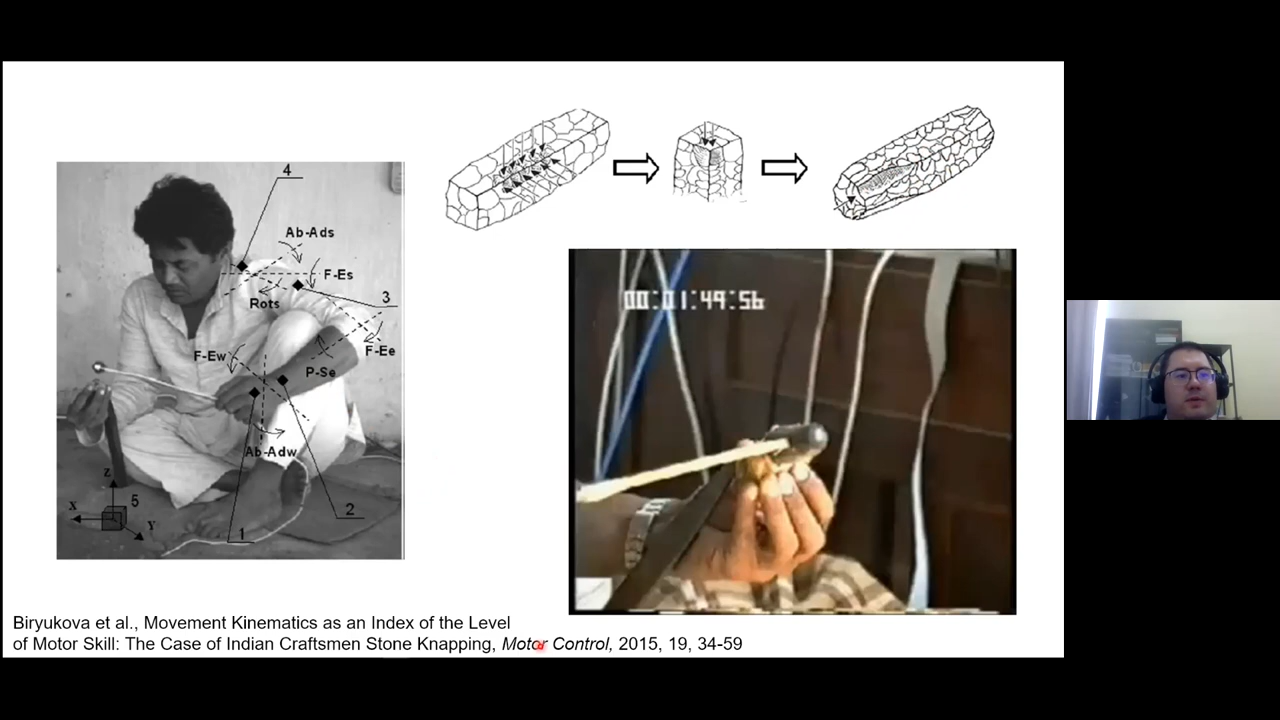 4
Ab-Ads
F-Es
Rots
3
F-Ew
F-Ee
P-Se
Ab-Adw
Z
5
X
Y
2
1
00:01:49:56
Biryukova et al., Movement Kinematics as an Index of the Level
of Motor Skill: The Case of Indian Craftsmen Stone Knapping, Motor Control, 2015, 19, 34-59